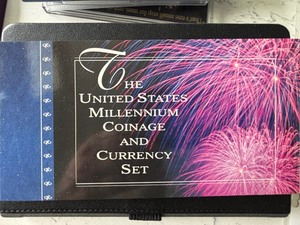 THE
UNITED STATES
MILLENNIUM
COINAGE
AND
CURRENCY
SET